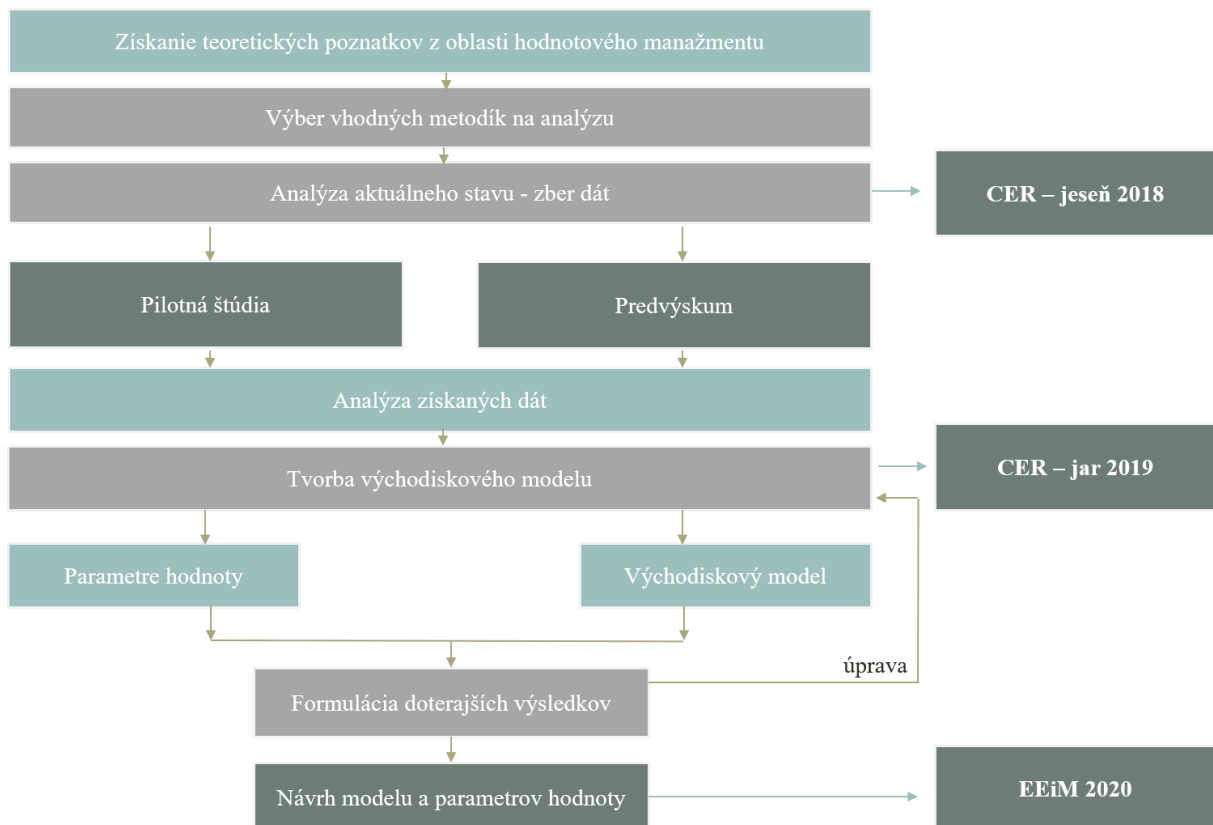 Získanie teoretických poznatkov z oblasti hodnotového manažmentu
Výber vhodných metodík na analýzu
Analýza aktuálneho stavu - zber dát
CER – jeseň 2018
Pilotná štúdia
Predvýskum
Analýza získaných dát
Tvorba východiskového modelu
CER – jar 2019
Parametre hodnoty
Východiskový model
úprava
Formulácia doterajších výsledkov
Návrh modelu a parametrov hodnoty
EEiM 2020